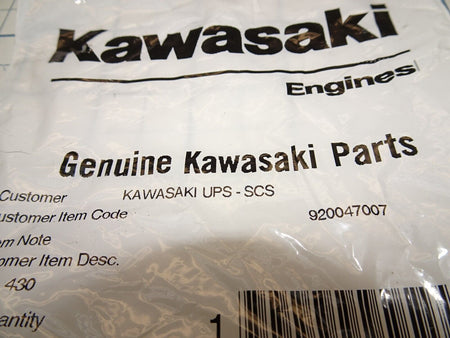 Kawasaki
Engines
Genuine Kawasaki Parts
Customer KAWASAKI UPS - SCS
ustomer Item Code 920047007
em Note
omer Item Desc.
430
antity
1